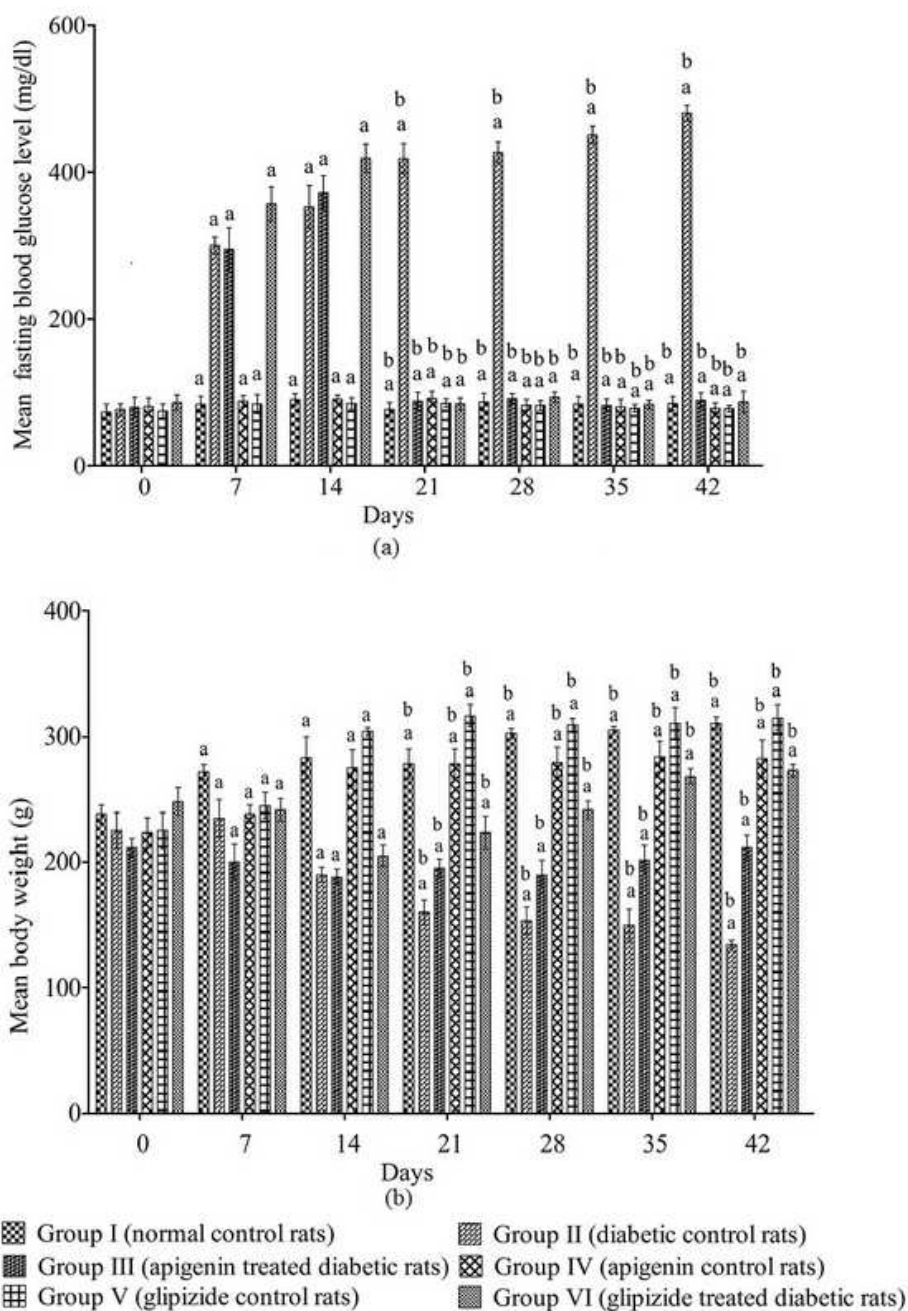 Mean fasting blood glucose level (mg/dl)
600
400
200
0
a a a a a a
a a a a a a
b b b b b b
a a a a a a
b b b b b b
a a a a a a
b b b b b b
a a a a a a
b b b b b b
a a a a a a
0 7 14 21 28 35 42
Days
(a)
Mean body weight (g)
400
300
200
100
0
a a a a a a
a a a a a a
b b b b b b
a a a a a a
b b b b b b
a a a a a a
b b b b b b
a a a a a a
b b b b b b
a a a a a a
0 7 14 21 28 35 42
Days
(b)
Group I (normal control rats)
Group II (diabetic control rats)
Group III (apigenin treated diabetic rats)
Group IV (apigenin control rats)
Group V (glipizide control rats)
Group VI (glipizide treated diabetic rats)